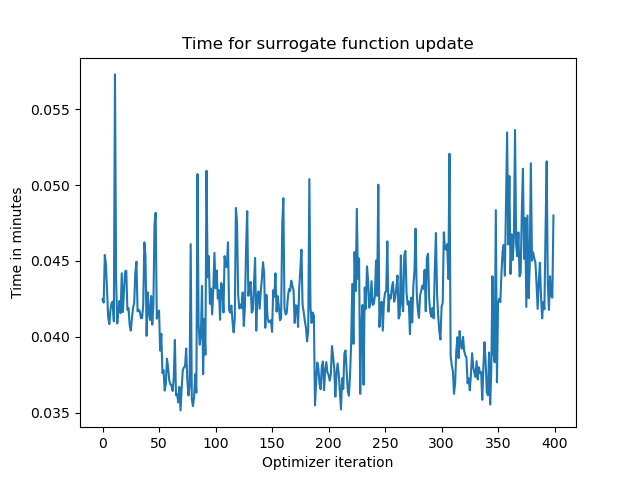 Time for surrogate function update
Time in minutes
0.055
0.050
0.045
0.040
0.035
0 50 100 150 200 250 300 350 400
Optimizer iteration